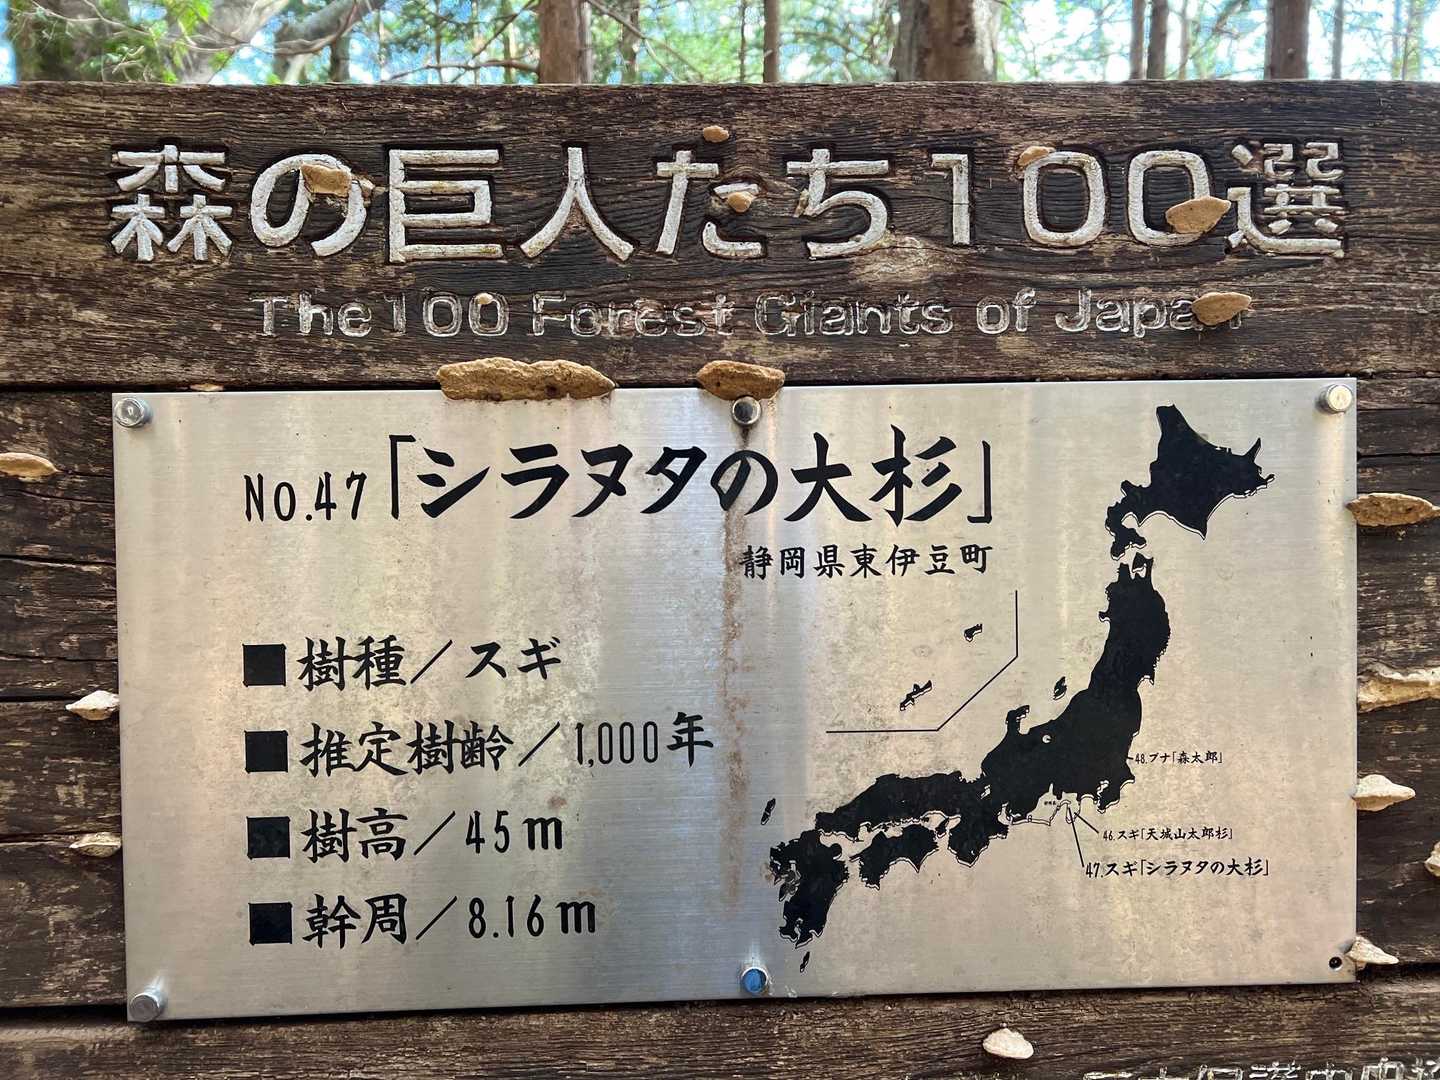 森の巨人たち100選
The 100 Forest Giants of Japan
No.47「シラヌタの大杉」
静岡県東伊豆町
■樹種／スギ
■推定樹齢／1,000年
■樹高／45m
■幹周／8.16m
48.ブナ「森太郎」
46.スギ「天城山太郎杉」
47.スギ「シラヌタの大杉」